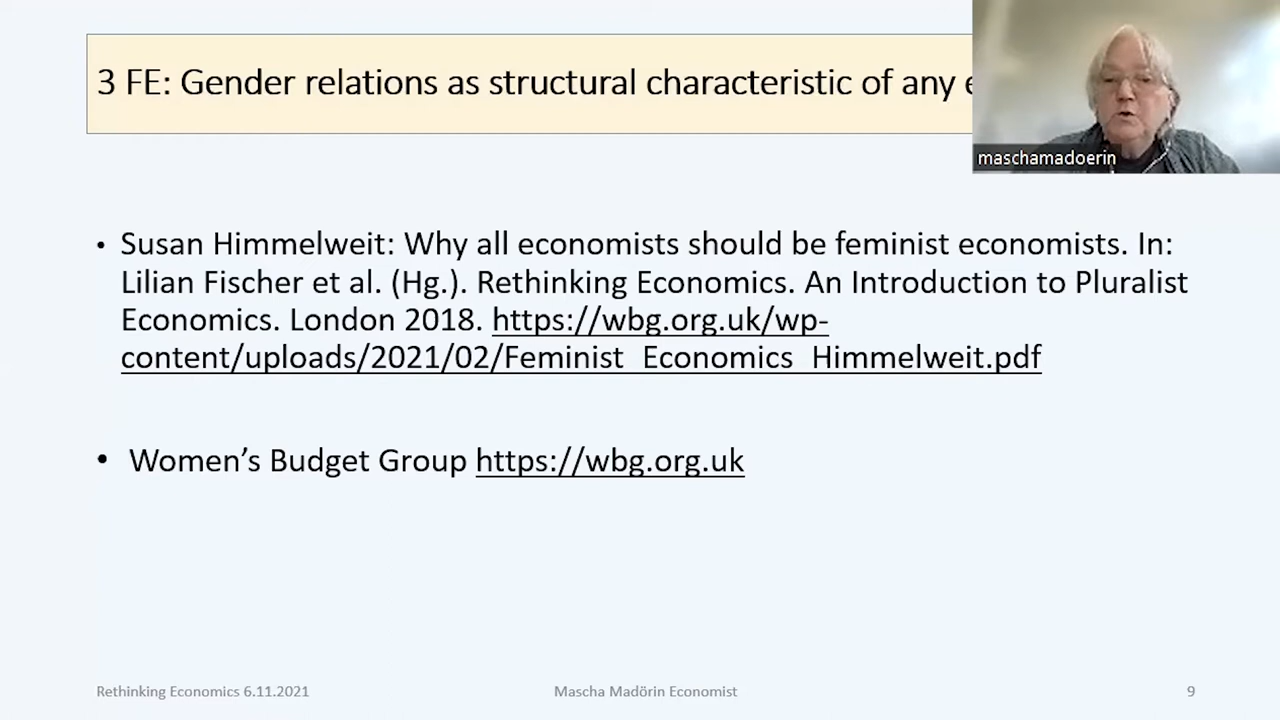 3 FE: Gender relations as structural characteristic of any
maschamadoerin
• Susan Himmelweit: Why all economists should be feminist economists. In:
Lilian Fischer et al. (Hg.). Rethinking Economics. An Introduction to Pluralist
Economics. London 2018. https://wbg.org.uk/wp-
content/uploads/2021/02/Feminist_Economics_Himmelweit.pdf
• Women’s Budget Group https://wbg.org.uk
Rethinking Economics 6.11.2021
Mascha Madörin Economist
9